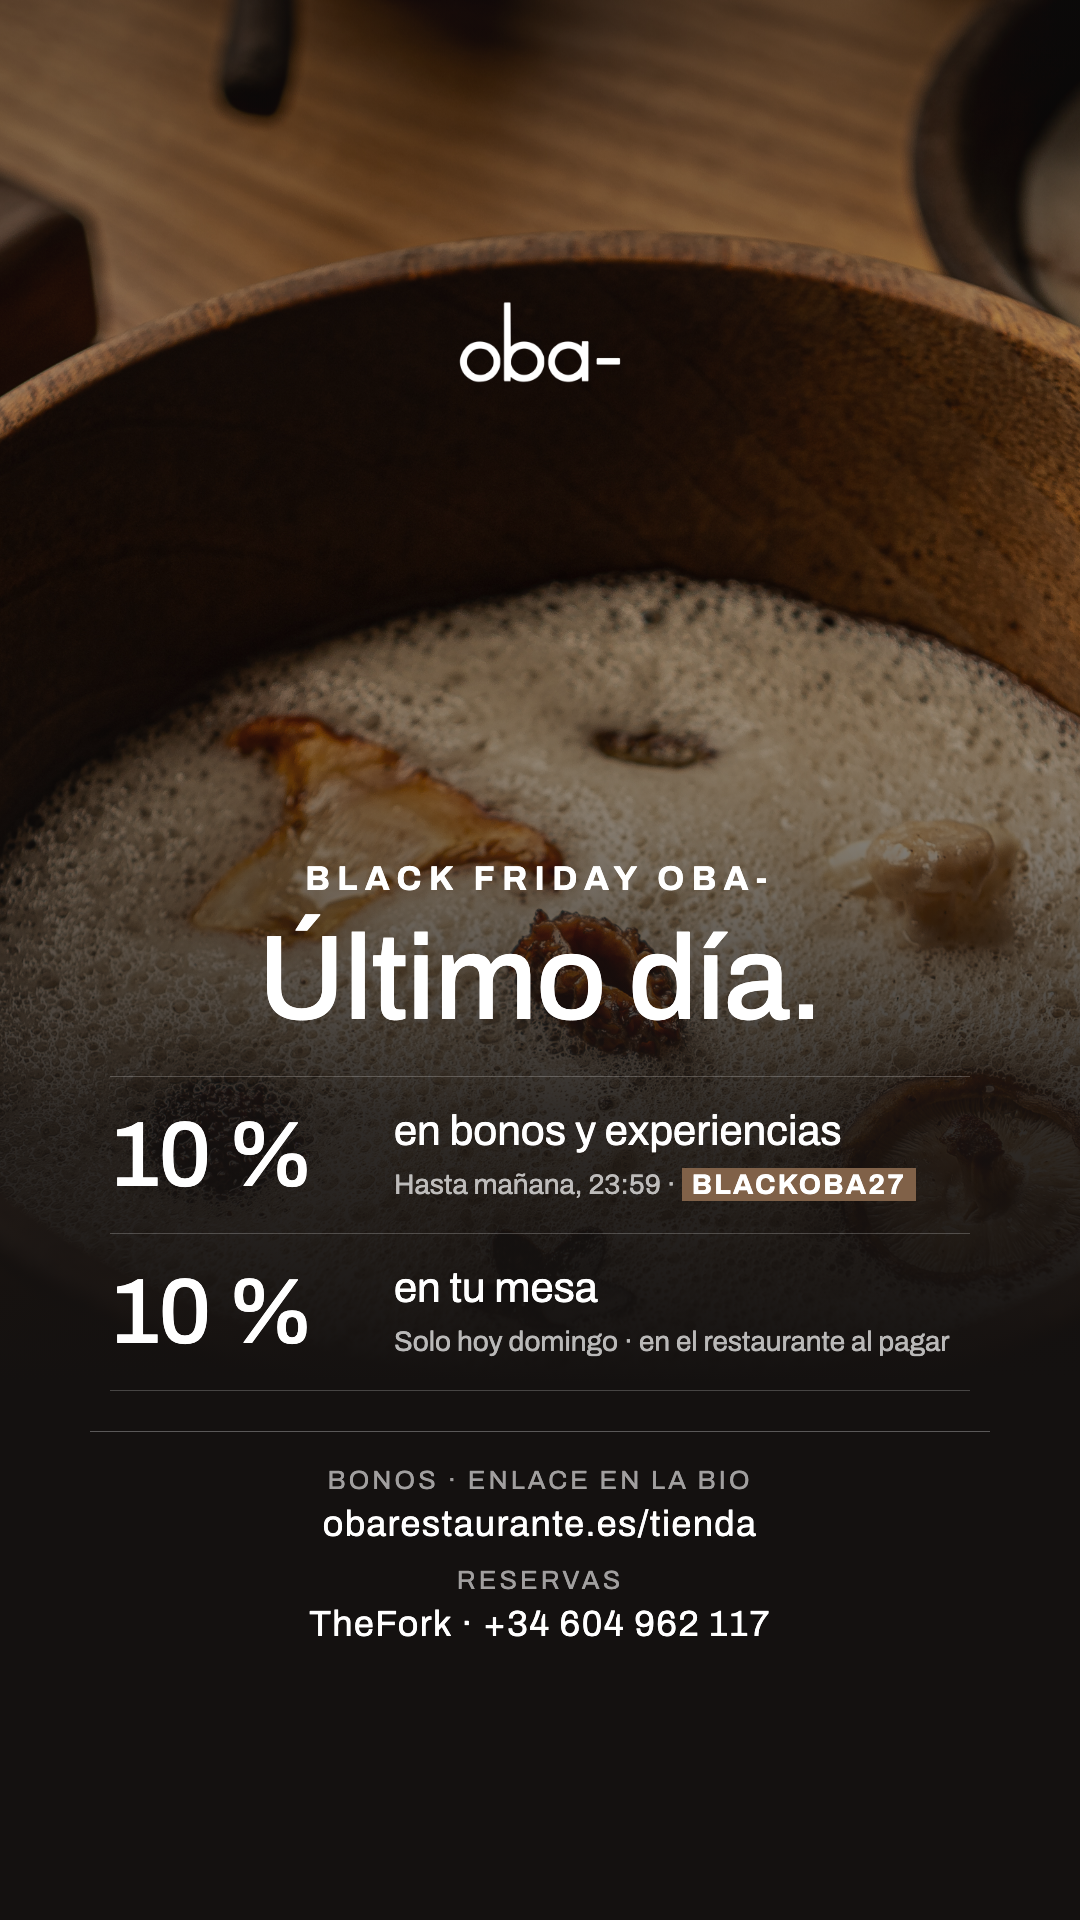 oba-
BLACK FRIDAY OBA-
Último día.
10 %
en bonos y experiencias
Hasta mañana, 23:59 · BLACKOBA27
10 %
en tu mesa
Solo hoy domingo · en el restaurante al pagar
BONOS · ENLACE EN LA BIO
obarestaurante.es/tienda
RESERVAS
TheFork · +34 604 962 117